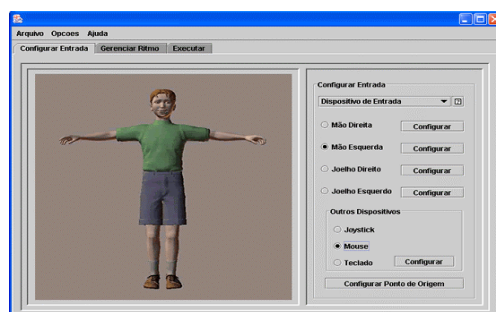 Arquivo Opcoes Ajuda
Configurar Entrada Gerenciar Ritmo Executar
Configurar Entrada
Dispositivo de Entrada
Mão Direita Configurar
Mão Esquerda Configurar
Joelho Direito Configurar
Joelho Esquerdo Configurar
Outros Dispositivos
Joystick
Mouse
Teclado Configurar
Configurar Ponto de Origem